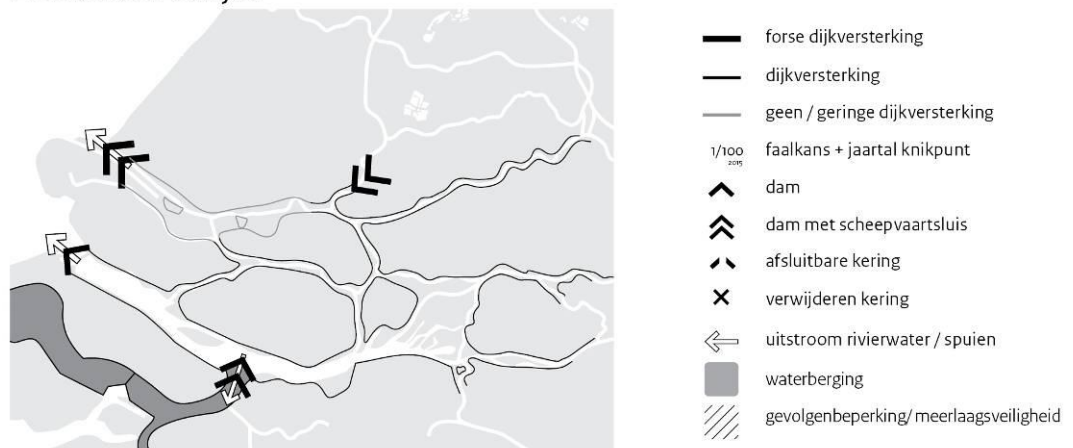 forse dijkversterking
dijkversterking
geen / geringe dijkversterking
1/100 faalkans + jaartal knikpunt
2015
dam
dam met scheepvaartsluis
afsluitbare kering
verwijderen kering
uitstroom rivierwater / spuien
waterberging
gevolgenbeperking/ meerlaagsveiligheid